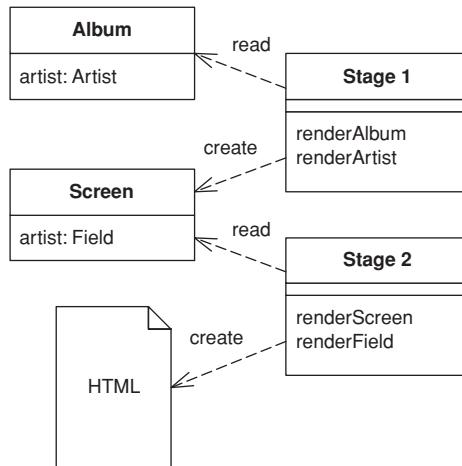 Album
artist: Artist
read
Stage 1
renderAlbum
renderArtist
create
Screen
artist: Field
read
Stage 2
renderScreen
renderField
create
HTML